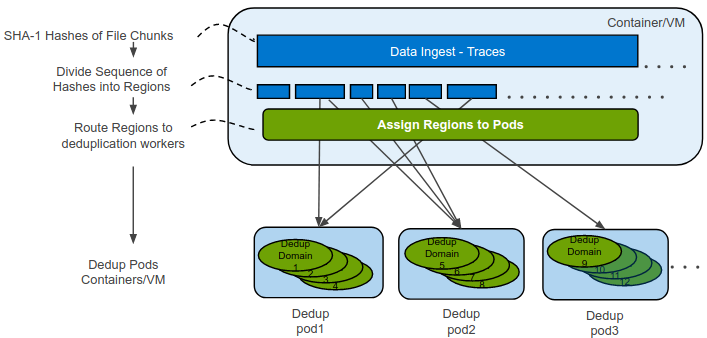 Container/VM
SHA-1 Hashes of File Chunks
Data Ingest - Traces
Divide Sequence of
Hashes into Regions
Route Regions to
deduplication workers
Assign Regions to Pods
Dedup Pods
Containers/VM
Dedup
Domain
1
2
3
4
Dedup
Domain
5
6
7
8
Dedup
Domain
9
10
11
12
Dedup
pod1
Dedup
pod2
Dedup
pod3